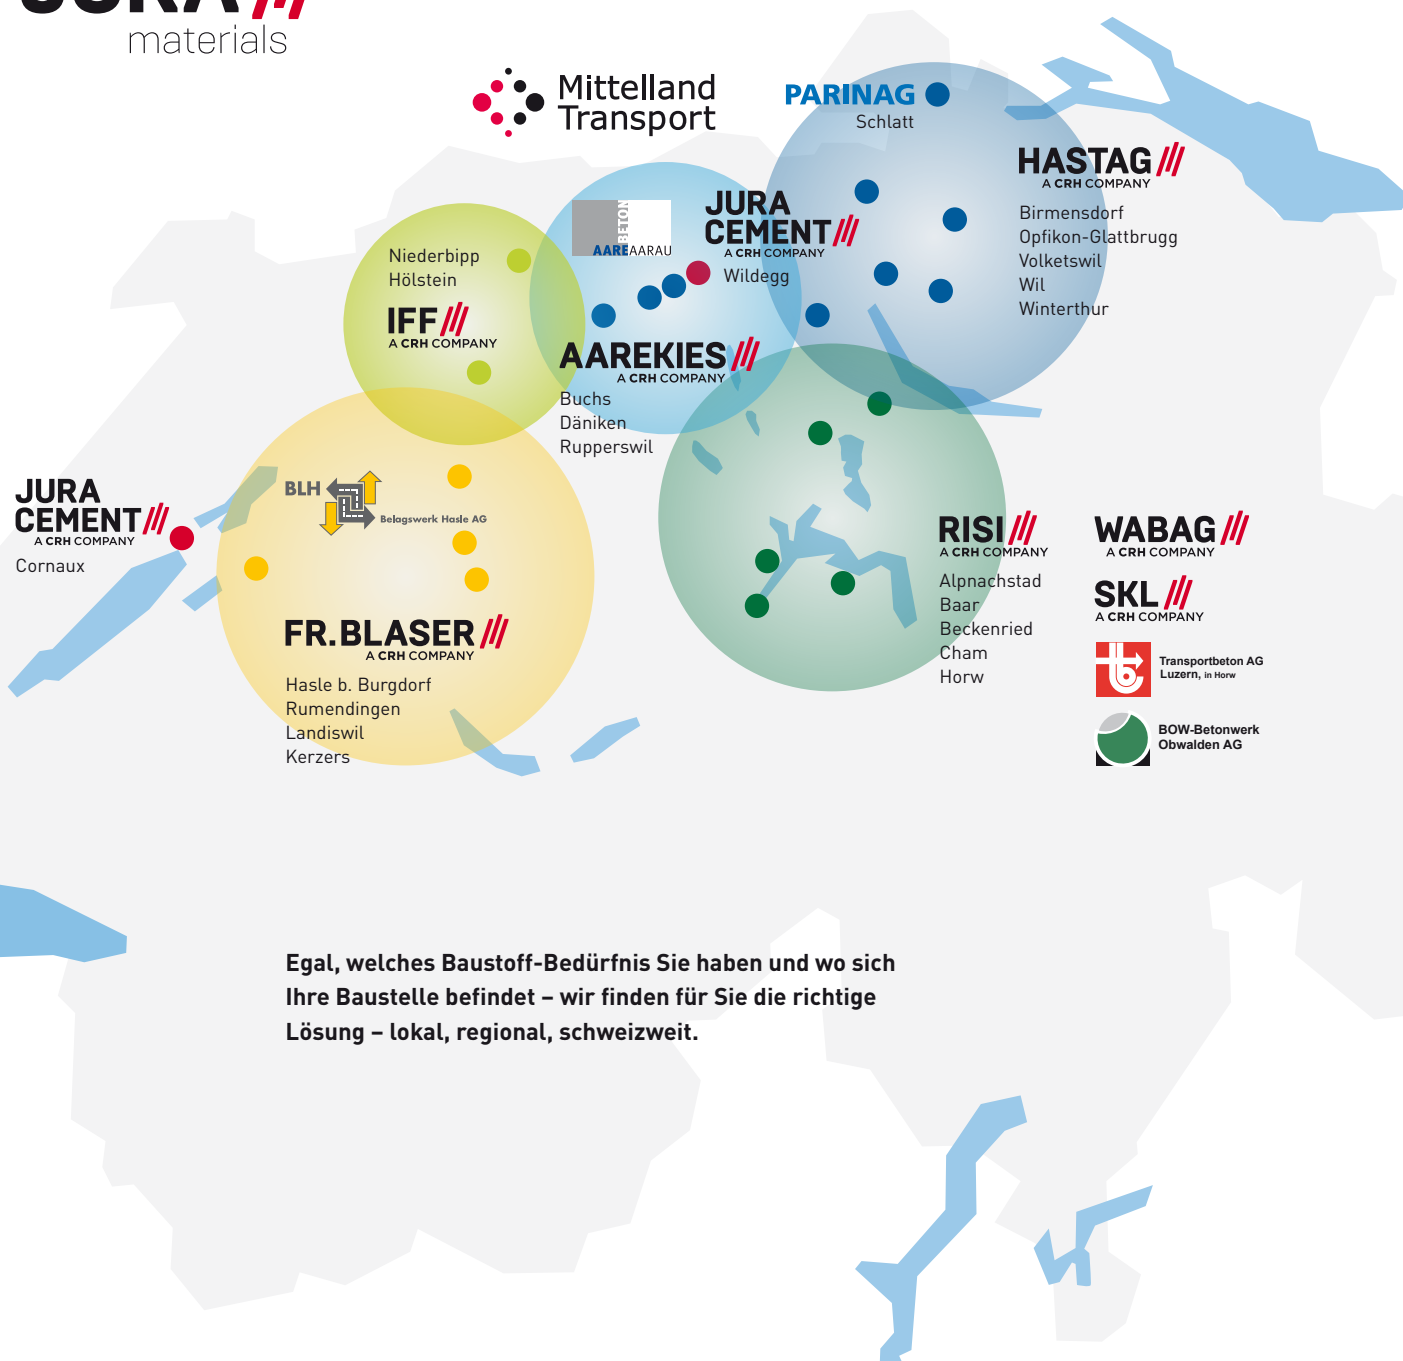 JURA
materials
Mittelland
Transport
PARINAG
Schlatt
HASTAG
A CRH COMPANY
Birmensdorf
Opfikon-Glattbrugg
Volketswil
Wil
Winterthur
BETON
AAREAARAU
JURA
CEMENT
A CRH COMPANY
Wildegg
Niederbipp
Hölstein
IFF
A CRH COMPANY
AAREKIES
A CRH COMPANY
Buchs
Däniken
Rupperswil
JURA
CEMENT
A CRH COMPANY
Cornaux
BLH
Belagswerk Hasle AG
FR.BLASER
A CRH COMPANY
Hasle b. Burgdorf
Rumendingen
Landiswil
Kerzers
RISI
A CRH COMPANY
Alpnachstad
Baar
Beckenried
Cham
Horw
WABAG
A CRH COMPANY
SKL
A CRH COMPANY
Transportbeton AG
Luzern, in Horw
BOW-Betonwerk
Obwalden AG
Egal, welches Baustoff-Bedürfnis Sie haben und wo sich
Ihre Baustelle befindet – wir finden für Sie die richtige
Lösung – lokal, regional, schweizweit.